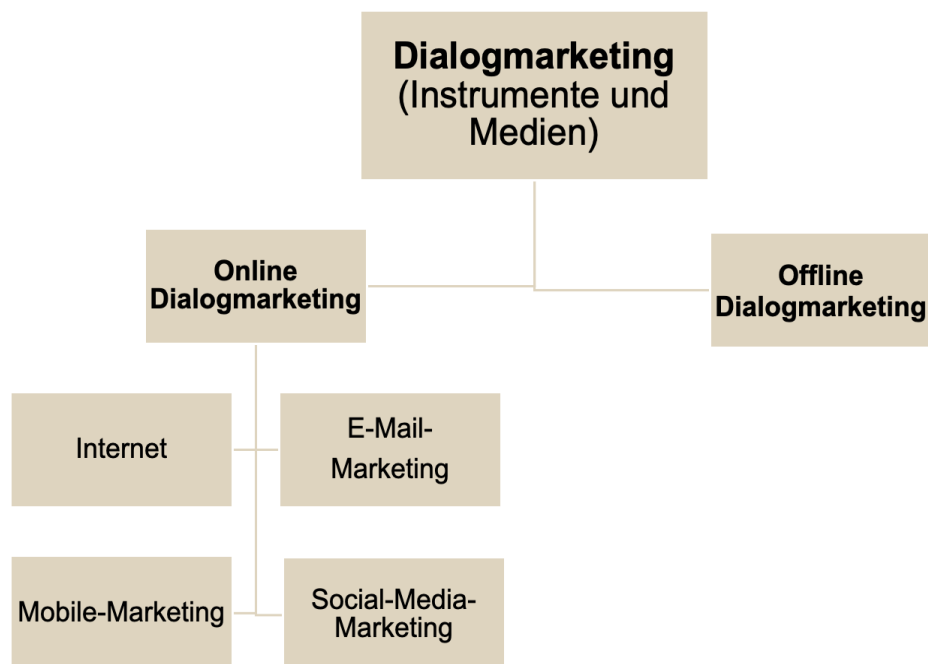 Dialogmarketing
(Instrumente und
Medien)
Online
Dialogmarketing
Offline
Dialogmarketing
Internet
E-Mail-
Marketing
Mobile-Marketing
Social-Media-
Marketing